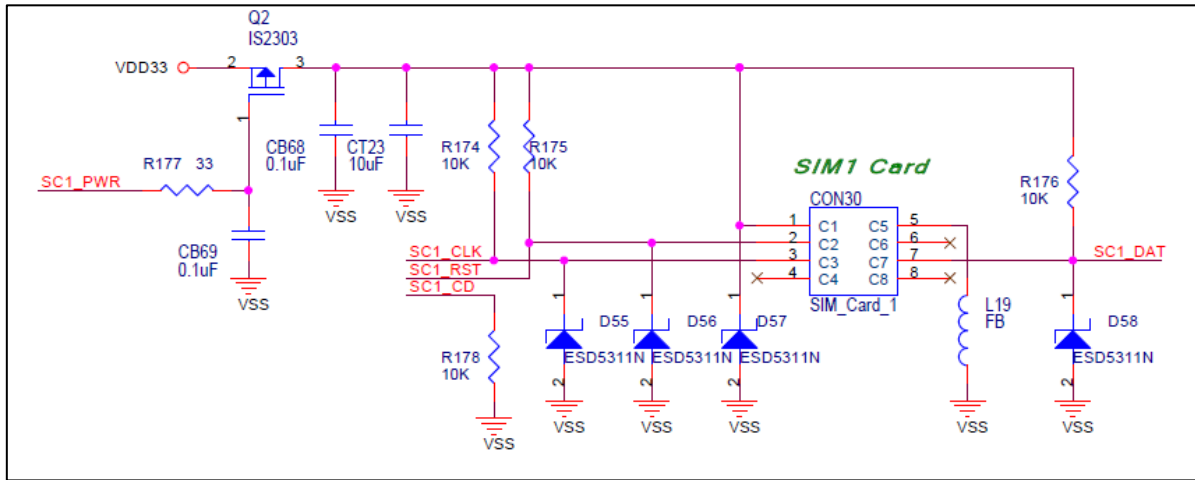 Q2
IS2303
VDD33
2
3
1
CB68
0.1uF
CT23
10uF
R174
10K
R175
10K
R177 33
SC1_PWR
CB69
0.1uF
VSS
VSS
VSS
SIM1 Card
CON30
1 C1 C5 5
2 C2 C6 6
3 C3 C7 7
4 C4 C8 8
SIM_Card_1
R176
10K
SC1_CLK
SC1_RST
SC1_CD
SC1_DAT
R178
10K
VSS
1
D55
ESD5311N
2
VSS
1
D56
ESD5311N
2
VSS
1
D57
ESD5311N
2
VSS
L19
FB
VSS
1
D58
ESD5311N
2
VSS